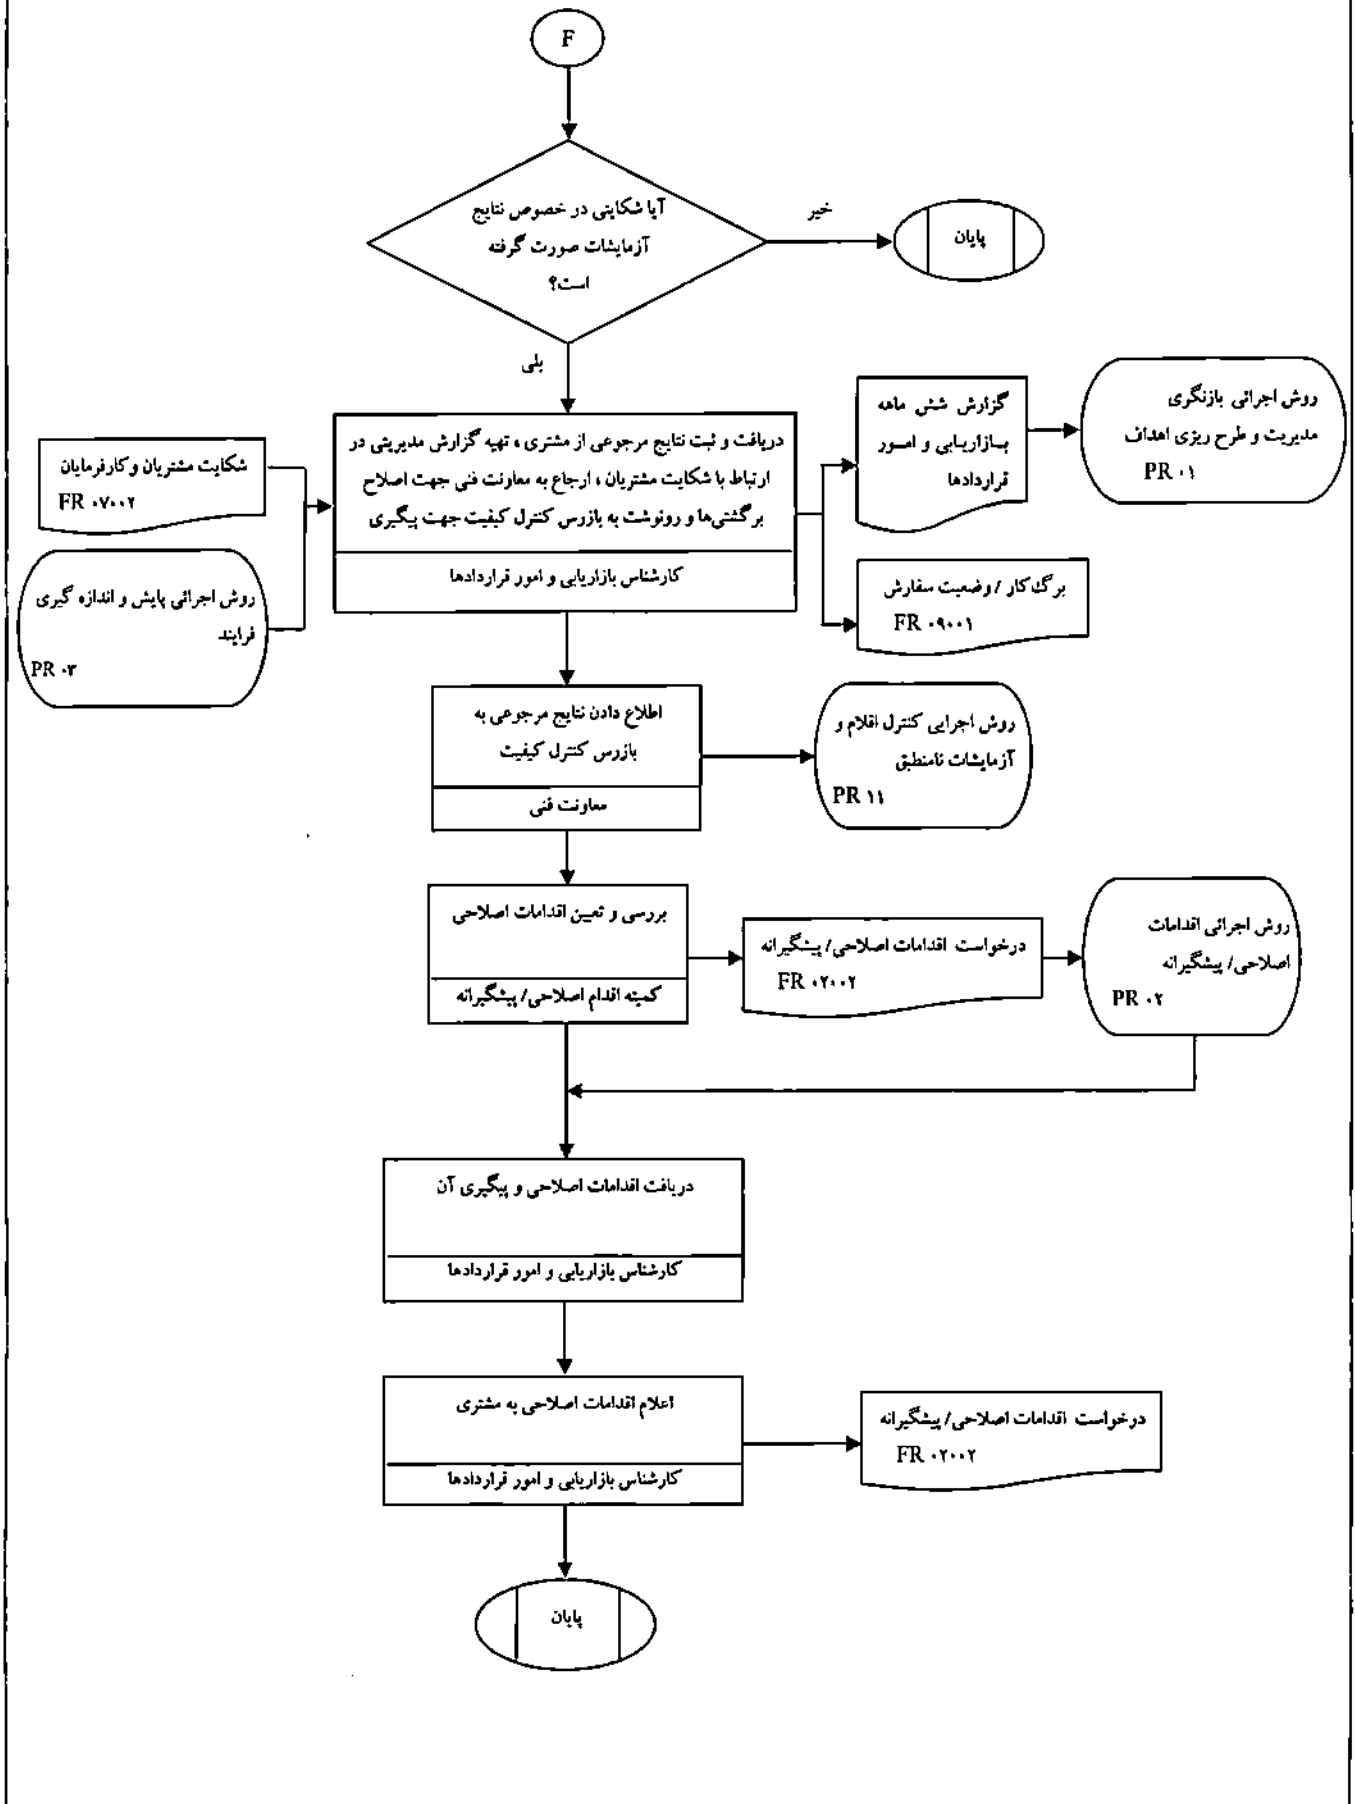 F
آیا شکایتی در خصوص نتایج
آزمایشات صورت گرفته
است؟
خیر
پایان
بلی
شکایت مشتریان وکارفرمایان
FR ۰۷۰۰۲
روش اجرائی پایش و اندازه گیری
فرایند
PR ۰۳
دریافت و ثبت نتایج مرجوعی از مشتری ، تهیه گزارش مدیریتی در
ارتباط با شکایت مشتریان ، ارجاع به معاونت فنی جهت اصلاح
برگشتی‌ها و رونوشت به بازرس کنترل کیفیت جهت پیگیری
کارشناس بازاریابی و امور قراردادها
گزارش شش ماهه
بازاریابی و امور
قراردادها
روش اجرائی بازنگری
مدیریت و طرح ریزی اهداف
PR ۰۱
برگ کار / وضعیت سفارش
FR ۰۹۰۰۱
اطلاع دادن نتایج مرجوعی به
بازرس کنترل کیفیت
معاونت فنی
روش اجرایی کنترل اقلام و
آزمایشات نامنطبق
PR ۱۱
بررسی و تعین اقدامات اصلاحی
کمیته اقدام اصلاحی/ پیشگیرانه
درخواست اقدامات اصلاحی/ پیشگیرانه
FR ۰۲۰۰۲
روش اجرائی اقدامات
اصلاحی/ پیشگیرانه
PR ۰۲
دریافت اقدامات اصلاحی و پیگیری آن
کارشناس بازاریابی و امور قراردادها
اعلام اقدامات اصلاحی به مشتری
کارشناس بازاریابی و امور قراردادها
درخواست اقدامات اصلاحی/ پیشگیرانه
FR ۰۲۰۰۲
پایان